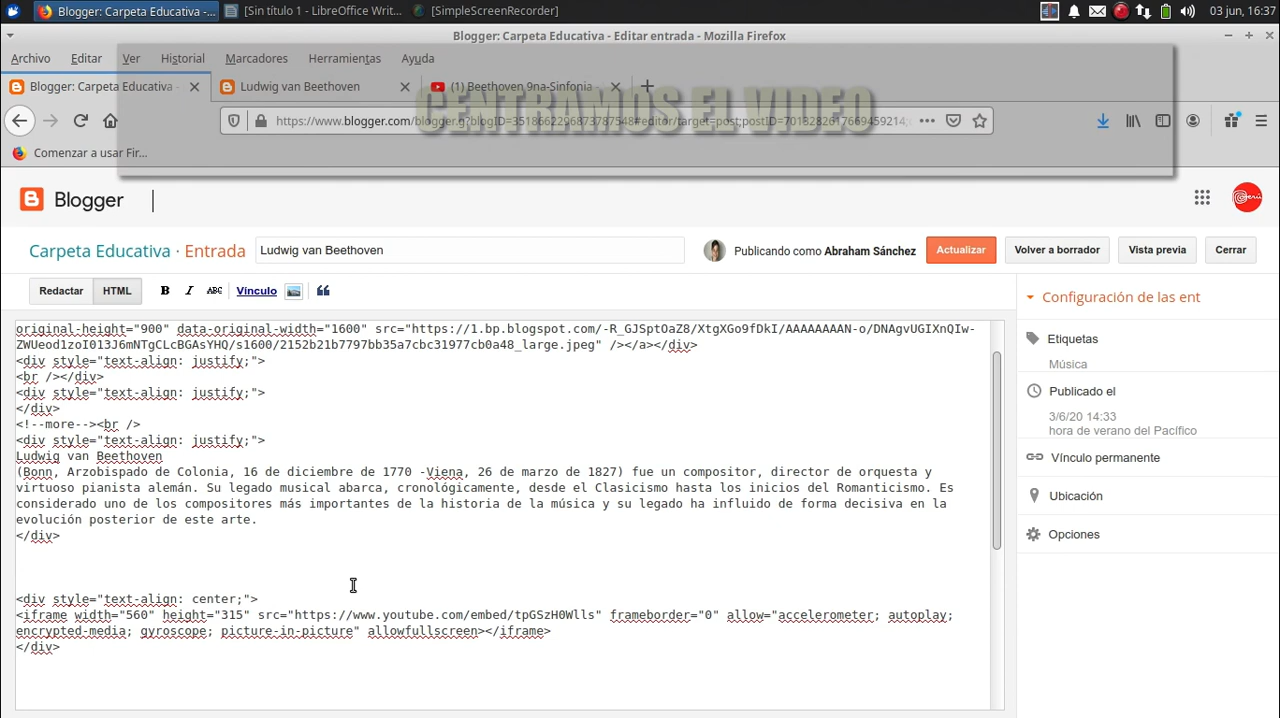 Blogger: Carpeta Educativa -...
[Sin título 1 - LibreOffice Writ...
[SimpleScreenRecorder]
03 jun, 16:37
Blogger: Carpeta Educativa - Editar entrada - Mozilla Firefox
Archivo Editar Ver Historial Marcadores Herramientas Ayuda
Blogger: Carpeta Educativa -
Ludwig van Beethoven
(1) Beethoven 9na-Sinfonia -
CENTRAMOS EL VIDEO
Comenzar a usar Fir...
Blogger
Carpeta Educativa · Entrada
Ludwig van Beethoven
Publicando como Abraham Sánchez
Actualizar
Volver a borrador
Vista previa
Cerrar
Redactar HTML B I ABC Vínculo
original-height="900" data-original-width="1600" src="https://1.bp.blogspot.com/-R_GJSptOaZ8/XtgXGo9fDkI/AAAAAAAAN-o/DNAgvUGIXnQIw-
ZWUeod1zoI013J6mNTgCLcBGAsYHQ/s1600/2152b21b7797bb35a7cbc31977cb0a48_large.jpeg" /></a></div>
<div style="text-align: justify;">
<br /></div>
<div style="text-align: justify;">
</div>
<!--more--><br />
<div style="text-align: justify;">
Ludwig van Beethoven
(Bonn, Arzobispado de Colonia, 16 de diciembre de 1770 -Viena, 26 de marzo de 1827) fue un compositor, director de orquesta y
virtuoso pianista alemán. Su legado musical abarca, cronológicamente, desde el Clasicismo hasta los inicios del Romanticismo. Es
considerado uno de los compositores más importantes de la historia de la música y su legado ha influido de forma decisiva en la
evolución posterior de este arte.
</div>
<div style="text-align: center;">
<iframe width="560" height="315" src="https://www.youtube.com/embed/tpGSzH0Wlls" frameborder="0" allow="accelerometer; autoplay;
encrypted-media; gyroscope; picture-in-picture" allowfullscreen></iframe>
</div>
Configuración de las ent
Etiquetas
Música
Publicado el
3/6/20 14:33
hora de verano del Pacífico
Vínculo permanente
Ubicación
Opciones